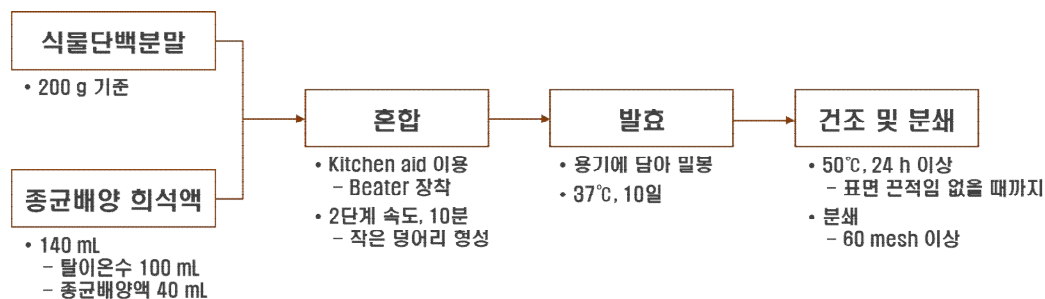 식물단백분말
• 200 g 기준
종균배양 희석액
• 140 mL
– 탈이온수 100 mL
– 종균배양액 40 mL
혼합
• Kitchen aid 이용
– Beater 장착
• 2단계 속도, 10분
– 작은 덩어리 형성
발효
• 용기에 담아 밀봉
• 37℃, 10일
건조 및 분쇄
• 50℃, 24 h 이상
– 표면 끈적임 없을 때까지
• 분쇄
– 60 mesh 이상